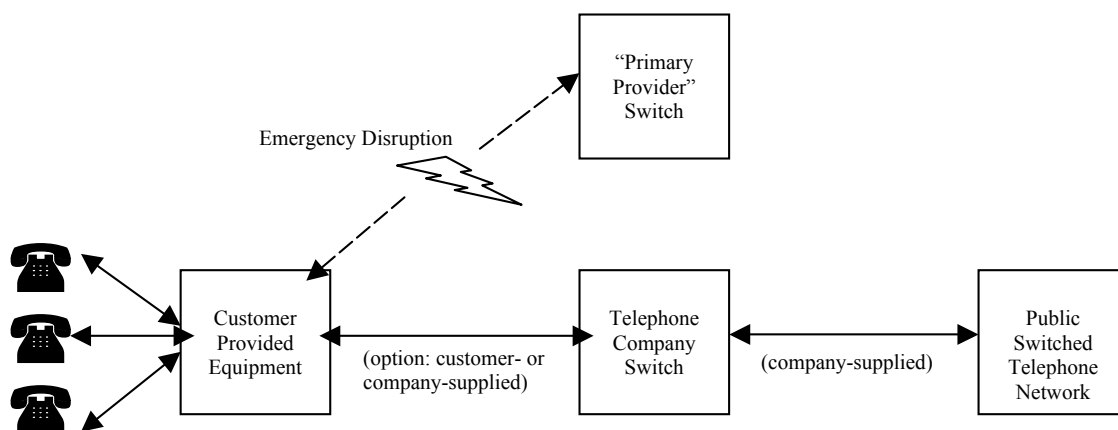 “Primary
Provider”
Switch
Emergency Disruption
Customer
Provided
Equipment
(option: customer- or
company-supplied)
Telephone
Company
Switch
(company-supplied)
Public
Switched
Telephone
Network